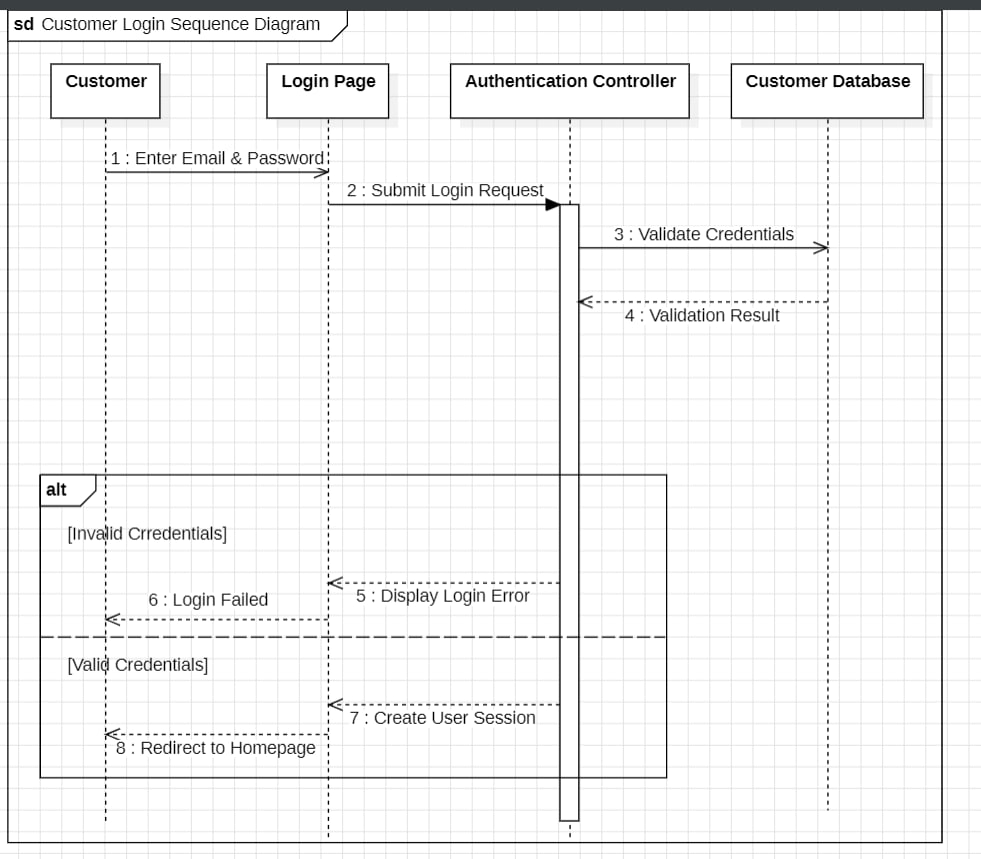 sd Customer Login Sequence Diagram
Customer
Login Page
Authentication Controller
Customer Database
1 : Enter Email & Password
2 : Submit Login Request
3 : Validate Credentials
4 : Validation Result
alt
[Invalid Crredentials]
5 : Display Login Error
6 : Login Failed
[Valid Credentials]
7 : Create User Session
8 : Redirect to Homepage